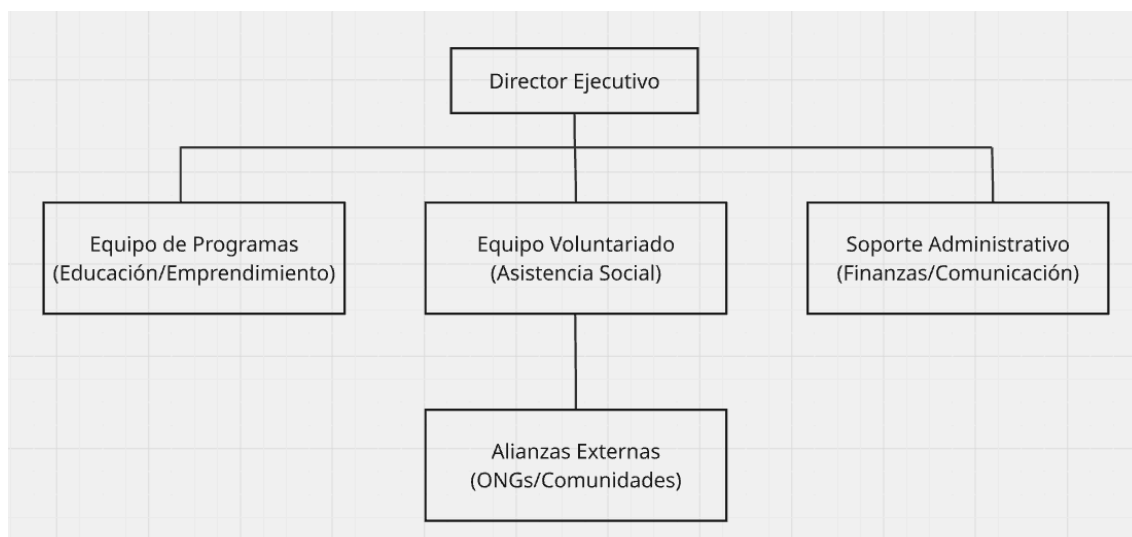 Director Ejecutivo
Equipo de Programas
(Educación/Emprendimiento)
Equipo Voluntariado
(Asistencia Social)
Soporte Administrativo
(Finanzas/Comunicación)
Alianzas Externas
(ONGs/Comunidades)